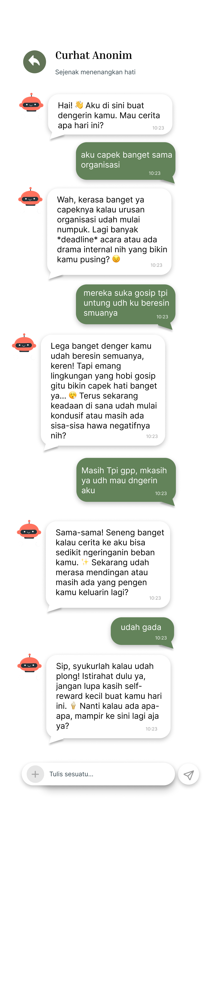 Curhat Anonim
Sejenak menenangkan hati
Hai! 👋 Aku di sini buat
dengerin kamu. Mau cerita
apa hari ini?
10:23
aku capek banget sama
organisasi
10:23
Wah, kerasa banget ya
capeknya kalau urusan
organisasi udah mulai
numpuk. Lagi banyak
*deadline* acara atau ada
drama internal nih yang bikin
kamu pusing? 😣
10:23
mereka suka gosip tpi
untung udh ku beresin
smuanya
10:23
Lega banget denger kamu
udah beresin semuanya,
keren! Tapi emang
lingkungan yang hobi gosip
gitu bikin capek hati banget
ya... 😮‍💨 Terus sekarang
keadaan di sana udah mulai
kondusif atau masih ada
sisa-sisa hawa negatifnya
nih?
10:23
Masih Tpi gpp, mkasih
ya udh mau dngerin
aku
10:23
Sama-sama! Seneng banget
kalau cerita ke aku bisa
sedikit ngeringanin beban
kamu. ✨ Sekarang udah
merasa mendingan atau
masih ada yang pengen
kamu keluarin lagi?
10:23
udah gada
10:23
Sip, syukurlah kalau udah
plong! Istirahat dulu ya,
jangan lupa kasih self-
reward kecil buat kamu hari
ini. 🍦 Nanti kalau ada apa-
apa, mampir ke sini lagi aja
ya?
10:23
Tulis sesuatu...